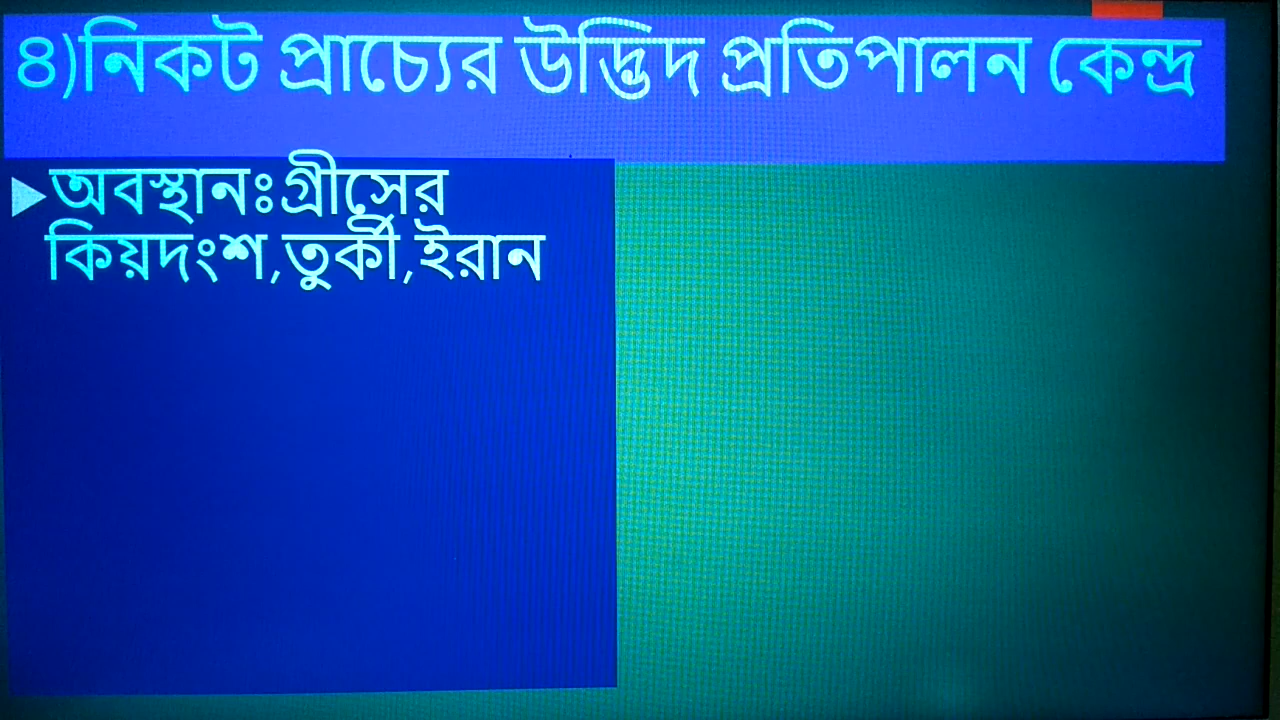 ৪)নিকট প্রাচ্যের উদ্ভিদ প্রতিপালন কেন্দ্র
অবস্থানঃগ্রীসের
কিয়দংশ,তুর্কী,ইরান